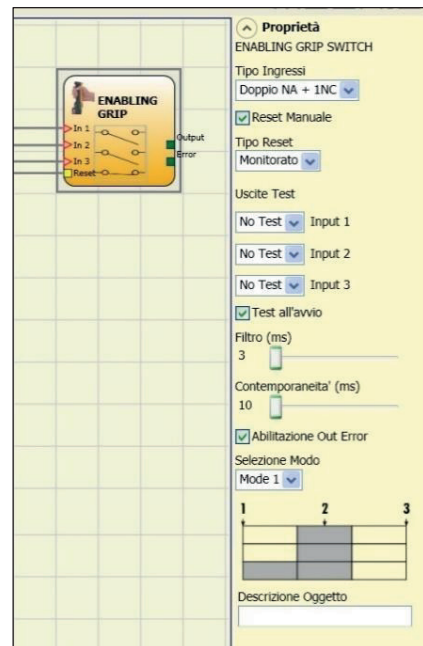 ENABLING
GRIP
In 1
In 2
In 3
Reset
Output
Error
Proprietà
ENABLING GRIP SWITCH
Tipo Ingressi
Doppio NA + 1NC
Reset Manuale
Tipo Reset
Monitorato
Uscite Test
No Test Input 1
No Test Input 2
No Test Input 3
Test all'avvio
Filtro (ms)
3
Contemporaneita' (ms)
10
Abilitazione Out Error
Selezione Modo
Mode 1
1 2 3
Descrizione Oggetto